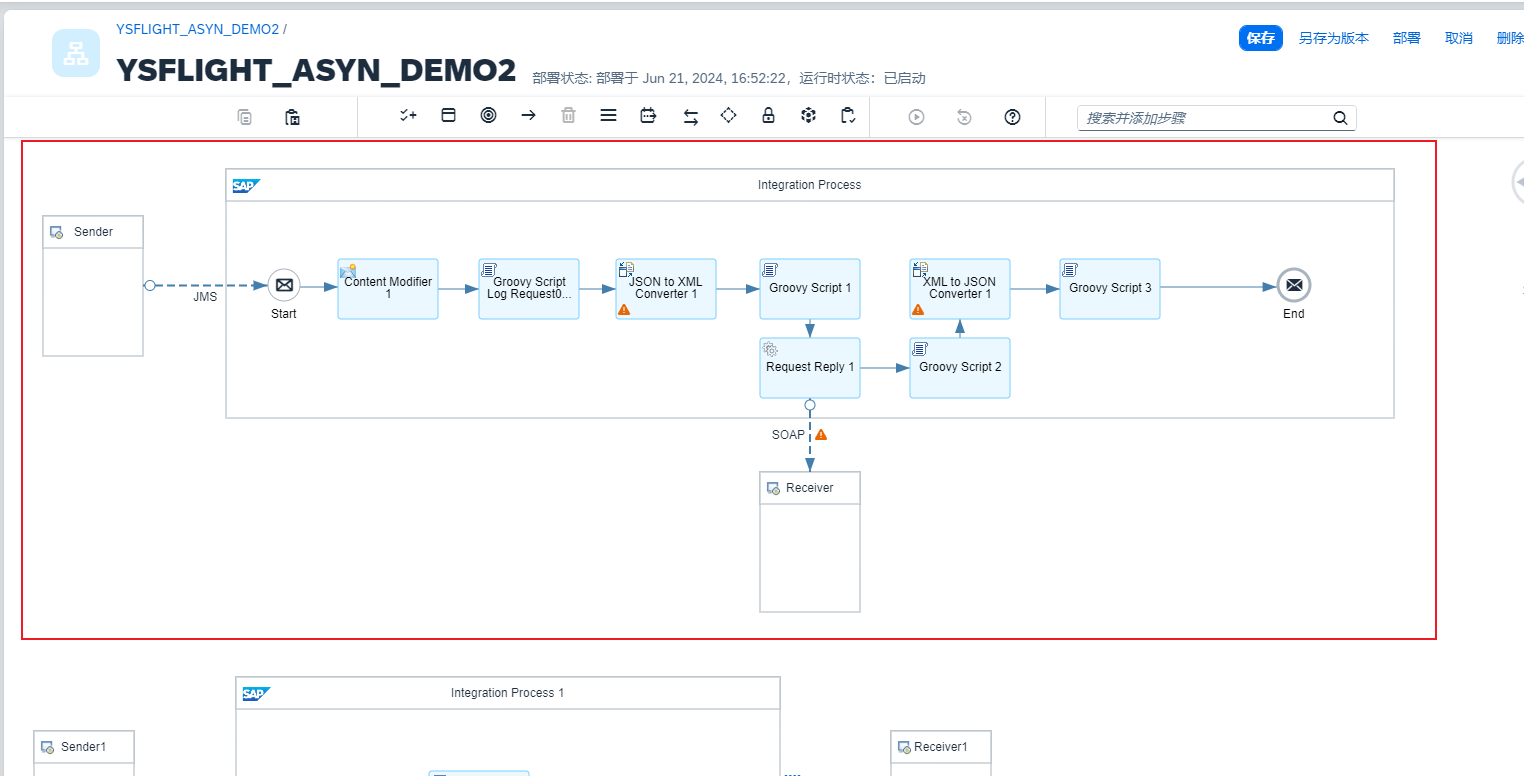 YSFLIGHT_ASYN_DEMO2 /
YSFLIGHT_ASYN_DEMO2
部署状态: 部署于 Jun 21, 2024, 16:52:22，运行时状态：已启动
保存 另存为版本 部署 取消 删除
搜索并添加步骤
SAP Integration Process
Sender
JMS
Start
Content Modifier
1
Groovy Script
Log Request0...
JSON to XML
Converter 1
Groovy Script 1
XML to JSON
Converter 1
Groovy Script 3
End
Request Reply 1
Groovy Script 2
SOAP
Receiver
SAP Integration Process 1
Sender1
Receiver1